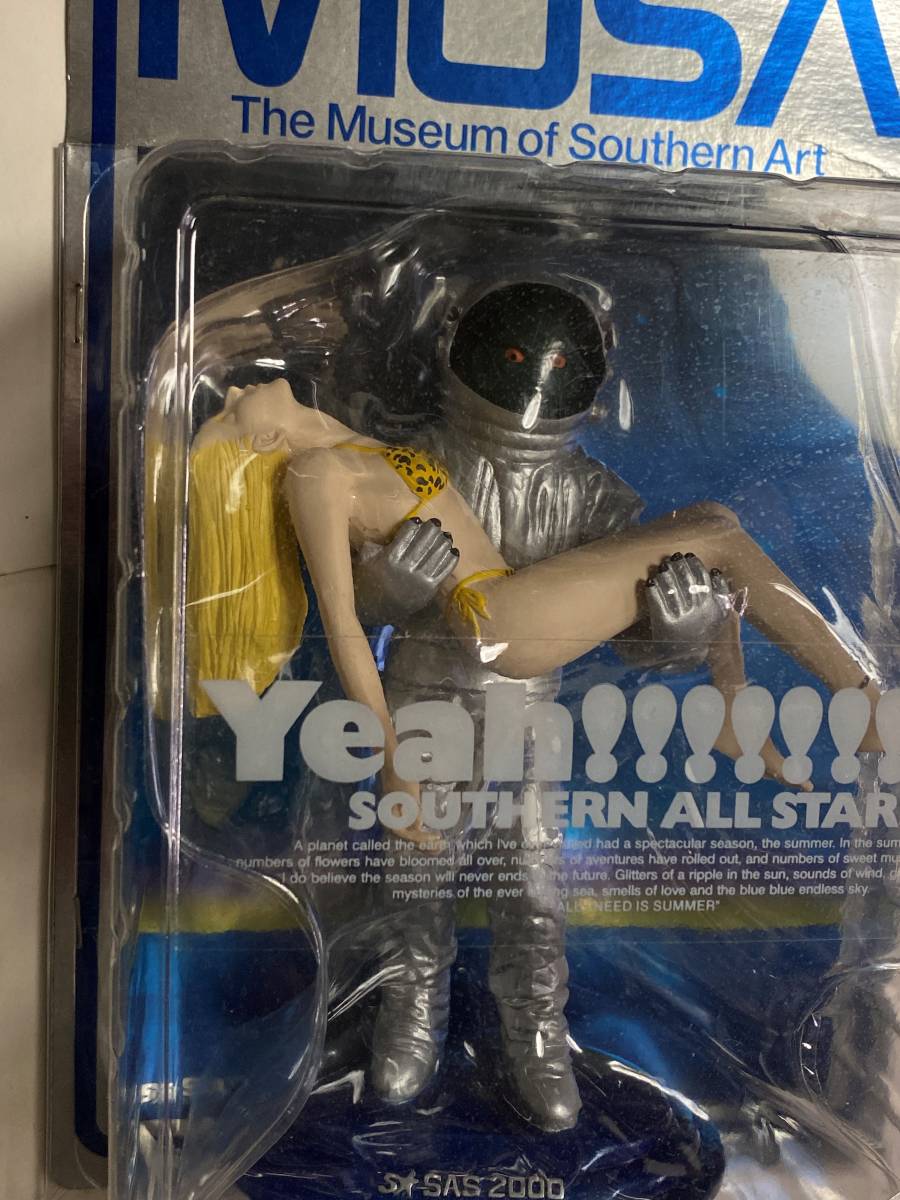 MOSA
The Museum of Southern Art
Yeah!!!!!!!
SOUTHERN ALL STAR
A planet called the earth which I've had a spectacular season, the summer. In the sum
numbers of flowers have bloomed all over, numbers of aventures have rolled out, and numbers of sweet mu
I do believe the season will never ends the future. Glitters of a ripple in the sun, sounds of wind,
mysteries of the ever sea, smells of love and the blue blue endless sky.
ALL NEED IS SUMMER"
SAS 2000